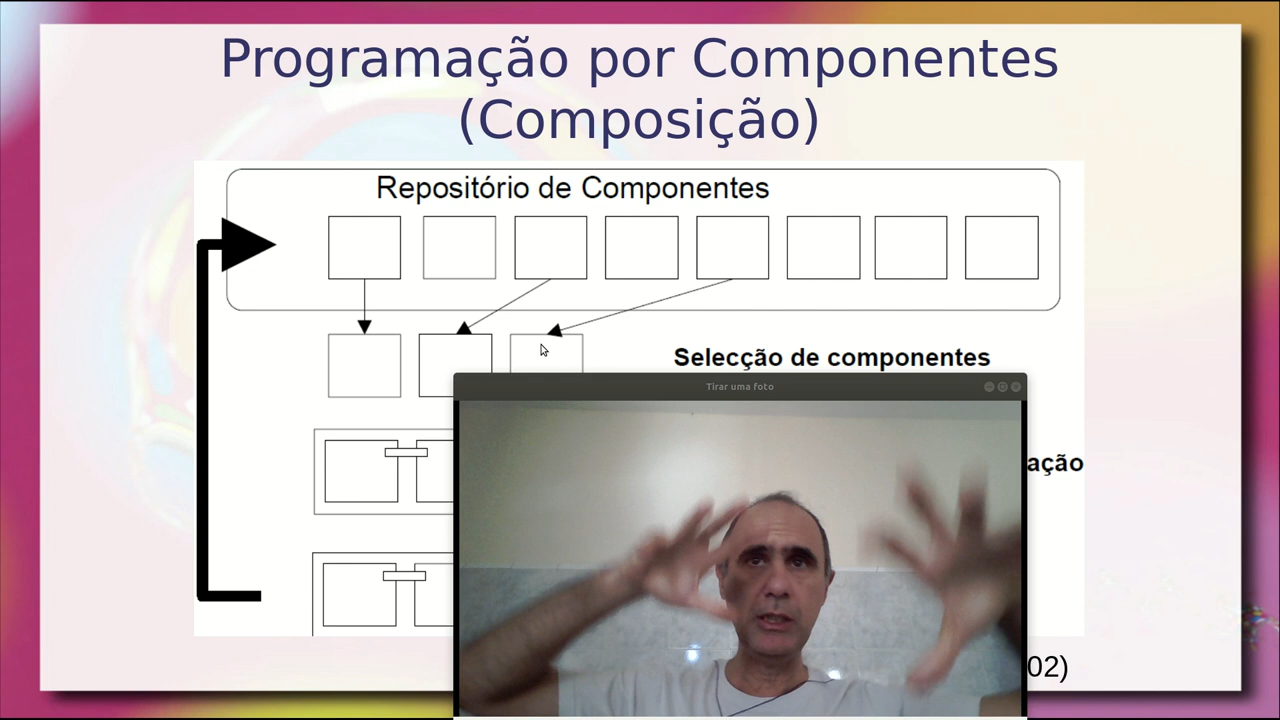 Programação por Componentes
(Composição)
Repositório de Componentes
Selecção de componentes
Tirar uma foto
ação
02)